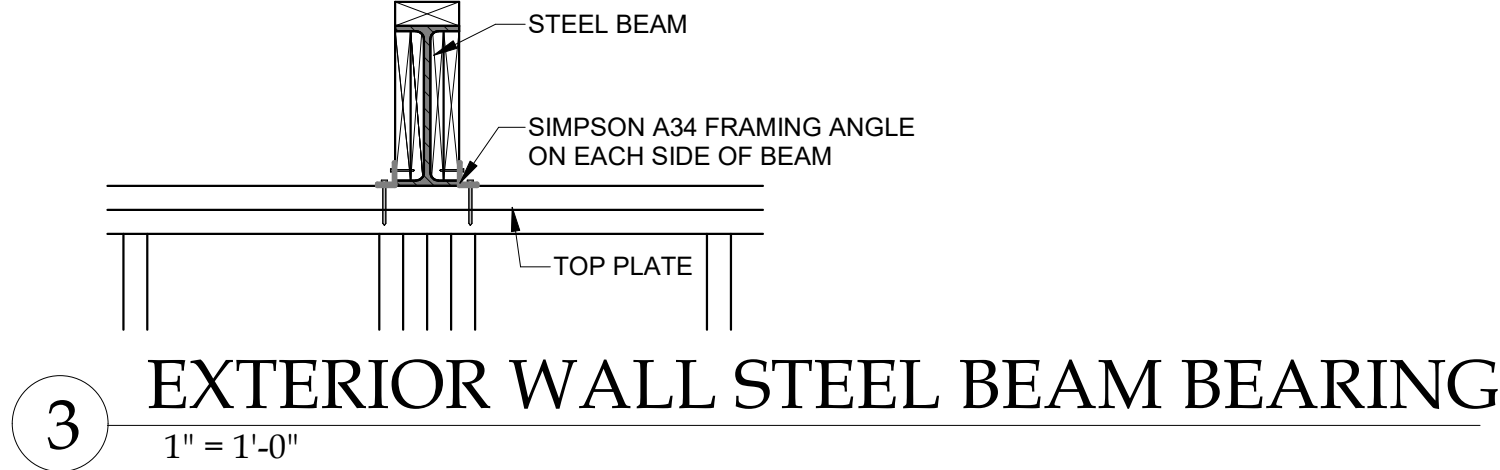 STEEL BEAM
SIMPSON A34 FRAMING ANGLE
ON EACH SIDE OF BEAM
TOP PLATE
3
EXTERIOR WALL STEEL BEAM BEARING
1" = 1'-0"